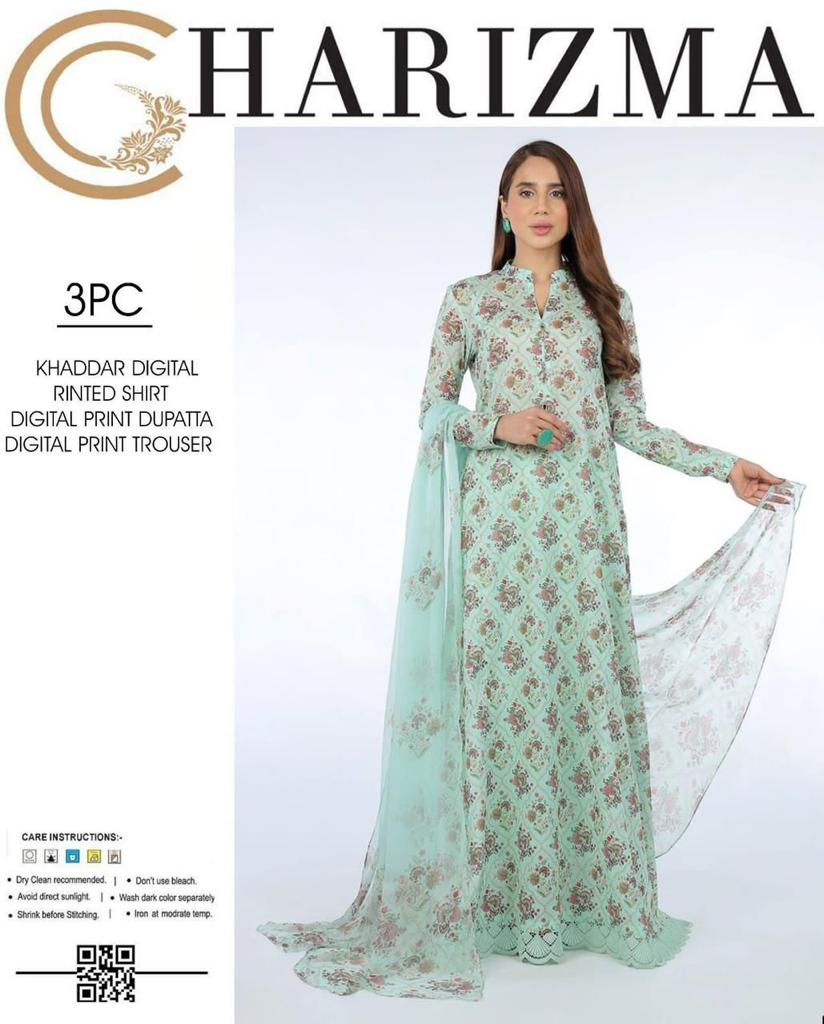 CHARIZMA
3PC
KHADDAR DIGITAL
RINTED SHIRT
DIGITAL PRINT DUPATTA
DIGITAL PRINT TROUSER
CARE INSTRUCTIONS:-
• Dry Clean recommended. | • Don't use bleach.
• Avoid direct sunlight. | • Wash dark color separately
• Shrink before Stitching. | • Iron at modrate temp.